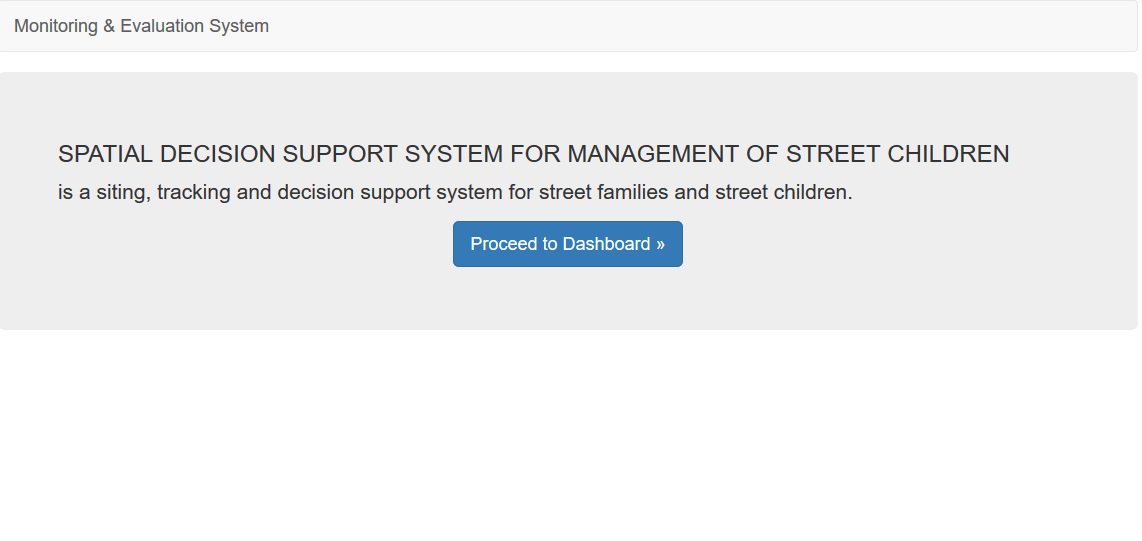 Monitoring & Evaluation System
SPATIAL DECISION SUPPORT SYSTEM FOR MANAGEMENT OF STREET CHILDREN
is a siting, tracking and decision support system for street families and street children.
Proceed to Dashboard »